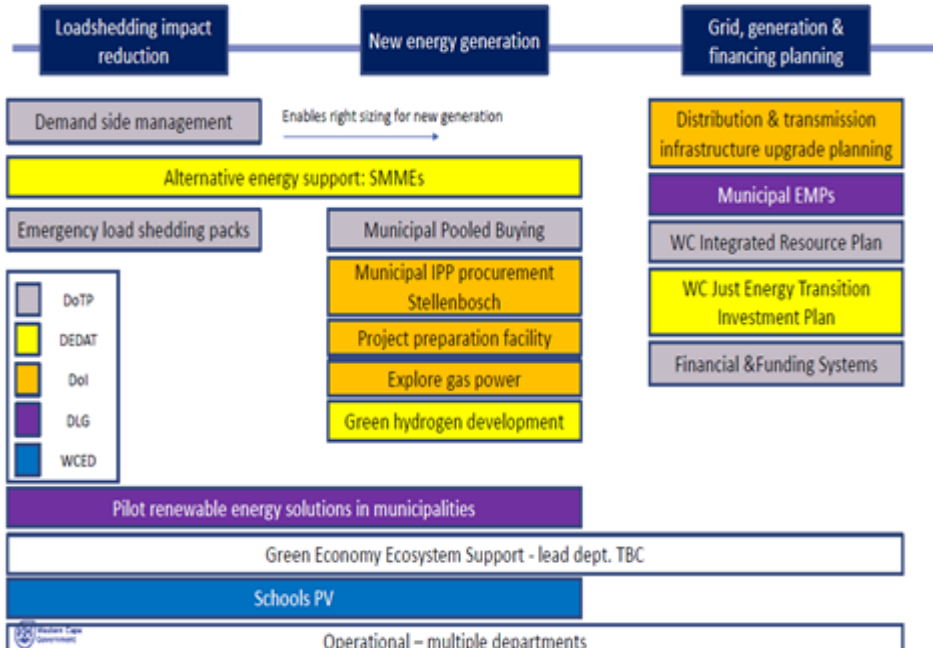 Loadshedding impact
reduction
New energy generation
Grid, generation &
financing planning
Demand side management
Enables right sizing for new generation
Distribution & transmission
infrastructure upgrade planning
Alternative energy support: SMMEs
Municipal EMPs
Emergency load shedding packs
Municipal Pooled Buying
WC Integrated Resource Plan
Municipal IPP procurement
Stellenbosch
WC Just Energy Transition
Investment Plan
Project preparation facility
Explore gas power
Financial &Funding Systems
Green hydrogen development
DoTP
DEDAT
DoI
DLG
WCED
Pilot renewable energy solutions in municipalities
Green Economy Ecosystem Support - lead dept. TBC
Schools PV
Western Cape
Government
Operational – multiple departments